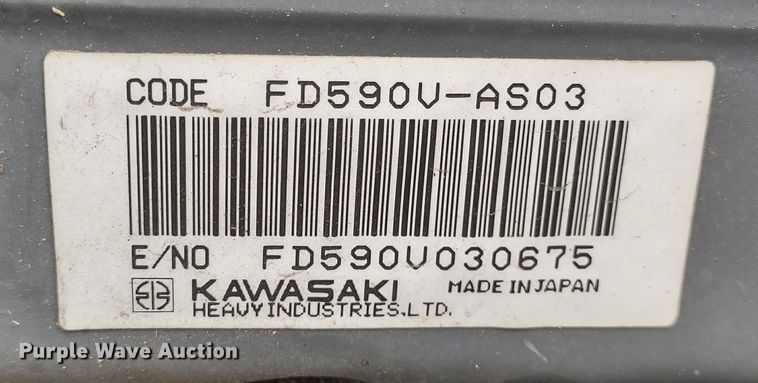 CODE FD590V-AS03
E/NO FD590V030675
KAWASAKI MADE IN JAPAN
HEAVY INDUSTRIES.LTD.
Purple Wave Auction